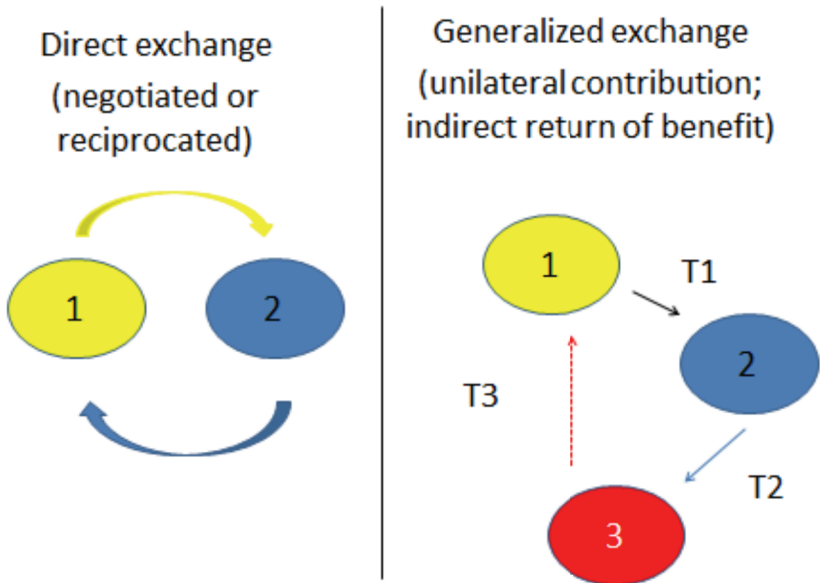 Direct exchange
(negotiated or
reciprocated)
1
2
Generalized exchange
(unilateral contribution;
indirect return of benefit)
1
T1
2
T3
T2
3